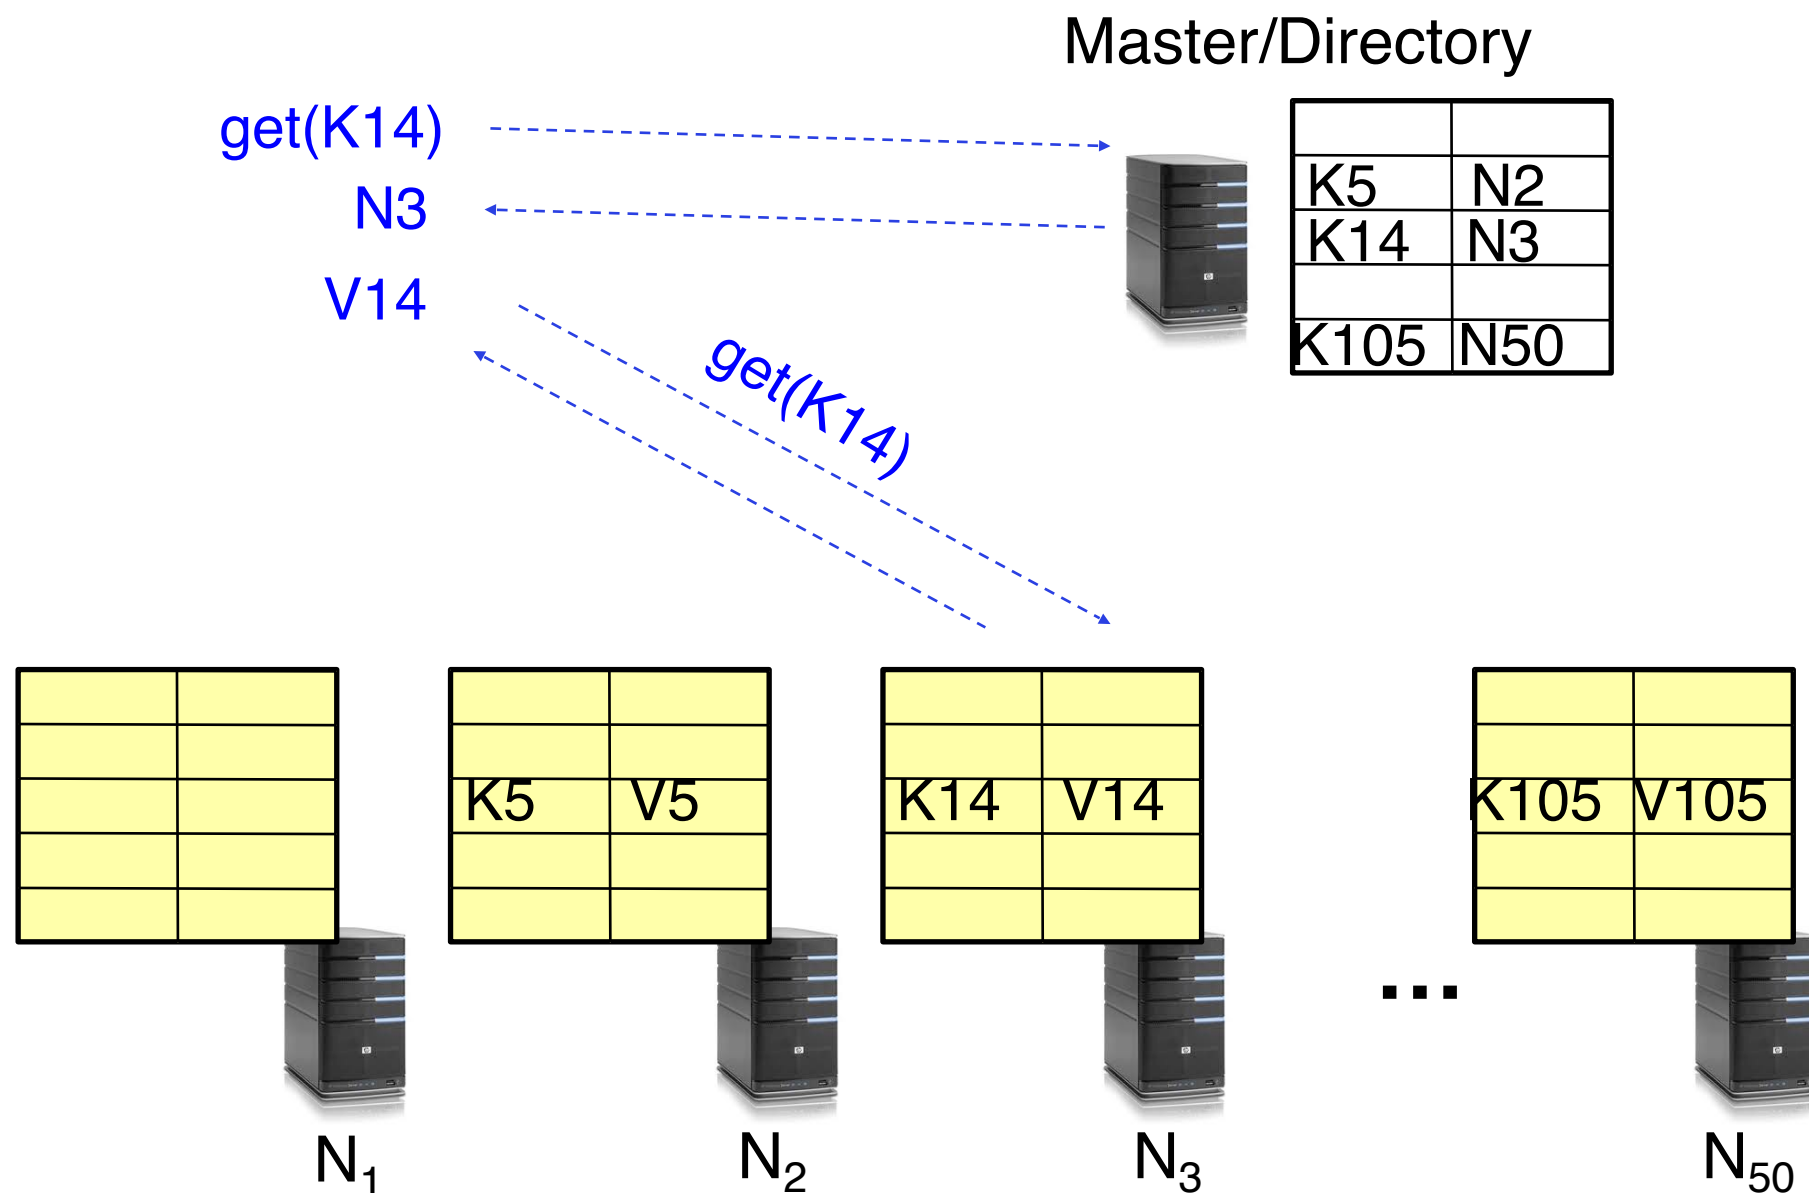 Master/Directory
get(K14)
N3
V14
K5 N2
K14 N3
K105 N50
get(K14)
K5 V5
K14 V14
K105 V105
...
N₁ N₂ N₃ N₅₀